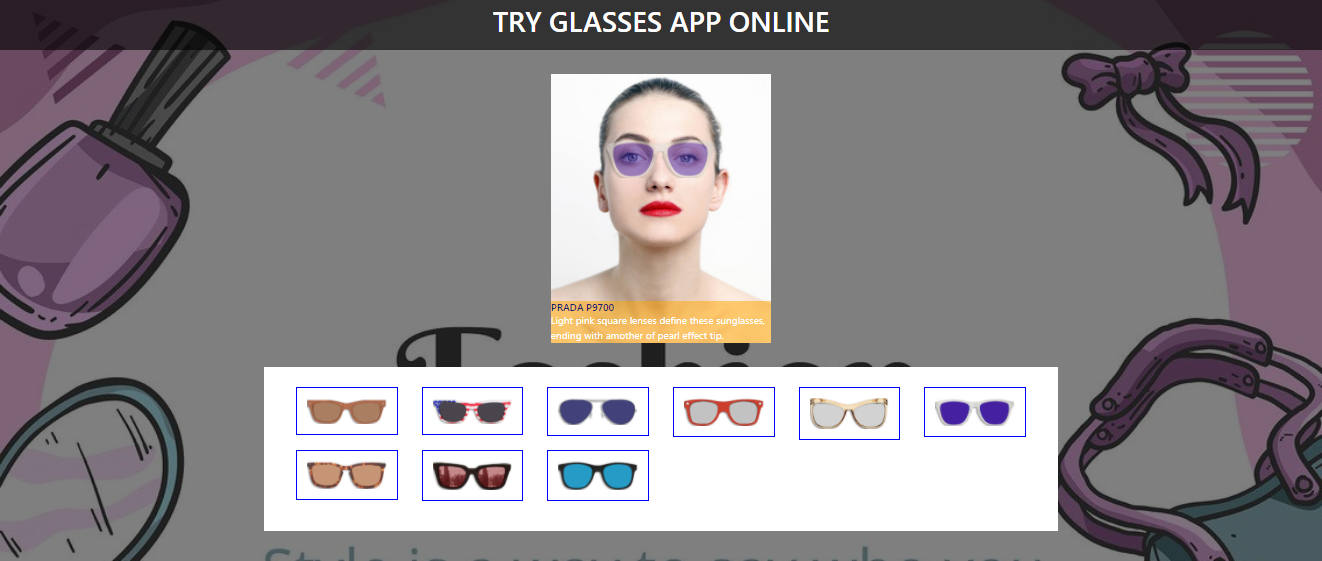 TRY GLASSES APP ONLINE
PRADA P9700
Light pink square lenses define these sunglasses,
ending with amother of pearl effect tip.
Fashion
Style is a way to say who you